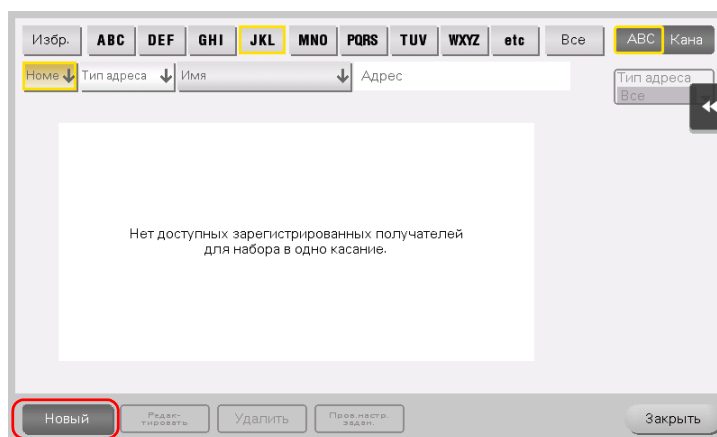 Избр. ABC DEF GHI JKL MNO PQRS TUV WXYZ etc Все ABC Кана
Номе Тип адреса Имя Адрес
Тип адреса
Все
Нет доступных зарегистрированных получателей
для набора в одно касание.
Новый Редак-
тировать Удалить Пров.настр.
задан. Закрыть